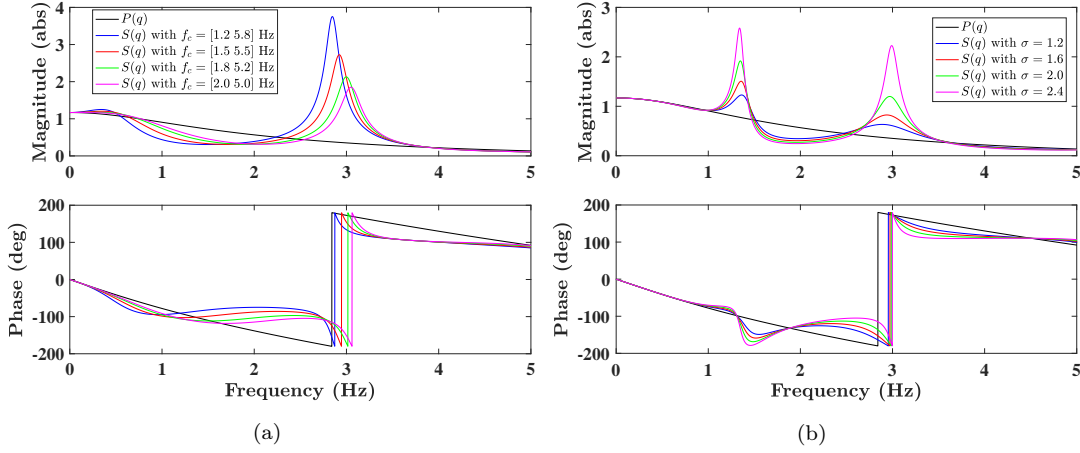 4
3
2
1
0
Magnitude (abs)
P(q)
S(q) with f_c = [1.2 5.8] Hz
S(q) with f_c = [1.5 5.5] Hz
S(q) with f_c = [1.8 5.2] Hz
S(q) with f_c = [2.0 5.0] Hz
0 1 2 3 4 5
200
100
0
-100
-200
Phase (deg)
0 1 2 3 4 5
Frequency (Hz)
(a)
3
2
1
0
Magnitude (abs)
P(q)
S(q) with σ = 1.2
S(q) with σ = 1.6
S(q) with σ = 2.0
S(q) with σ = 2.4
0 1 2 3 4 5
200
100
0
-100
-200
Phase (deg)
0 1 2 3 4 5
Frequency (Hz)
(b)